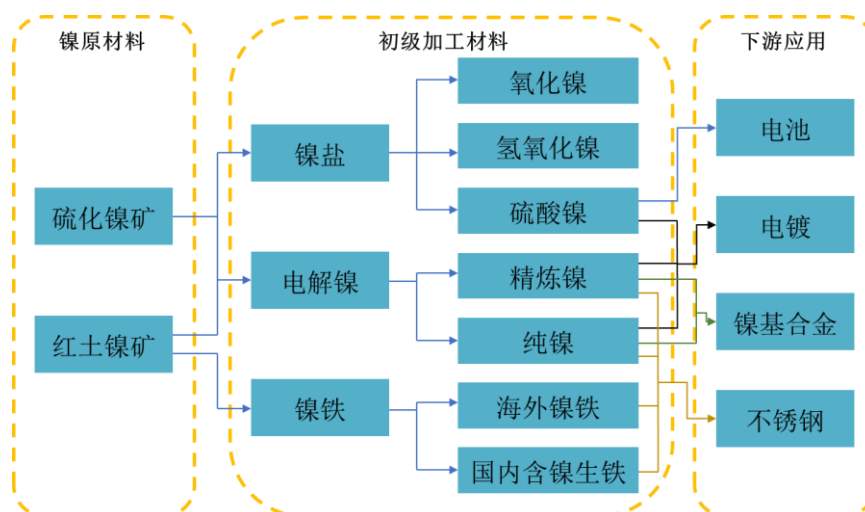 镍原材料
初级加工材料
下游应用
硫化镍矿
红土镍矿
镍盐
电解镍
镍铁
氧化镍
氢氧化镍
硫酸镍
精炼镍
纯镍
海外镍铁
国内含镍生铁
电池
电镀
镍基合金
不锈钢